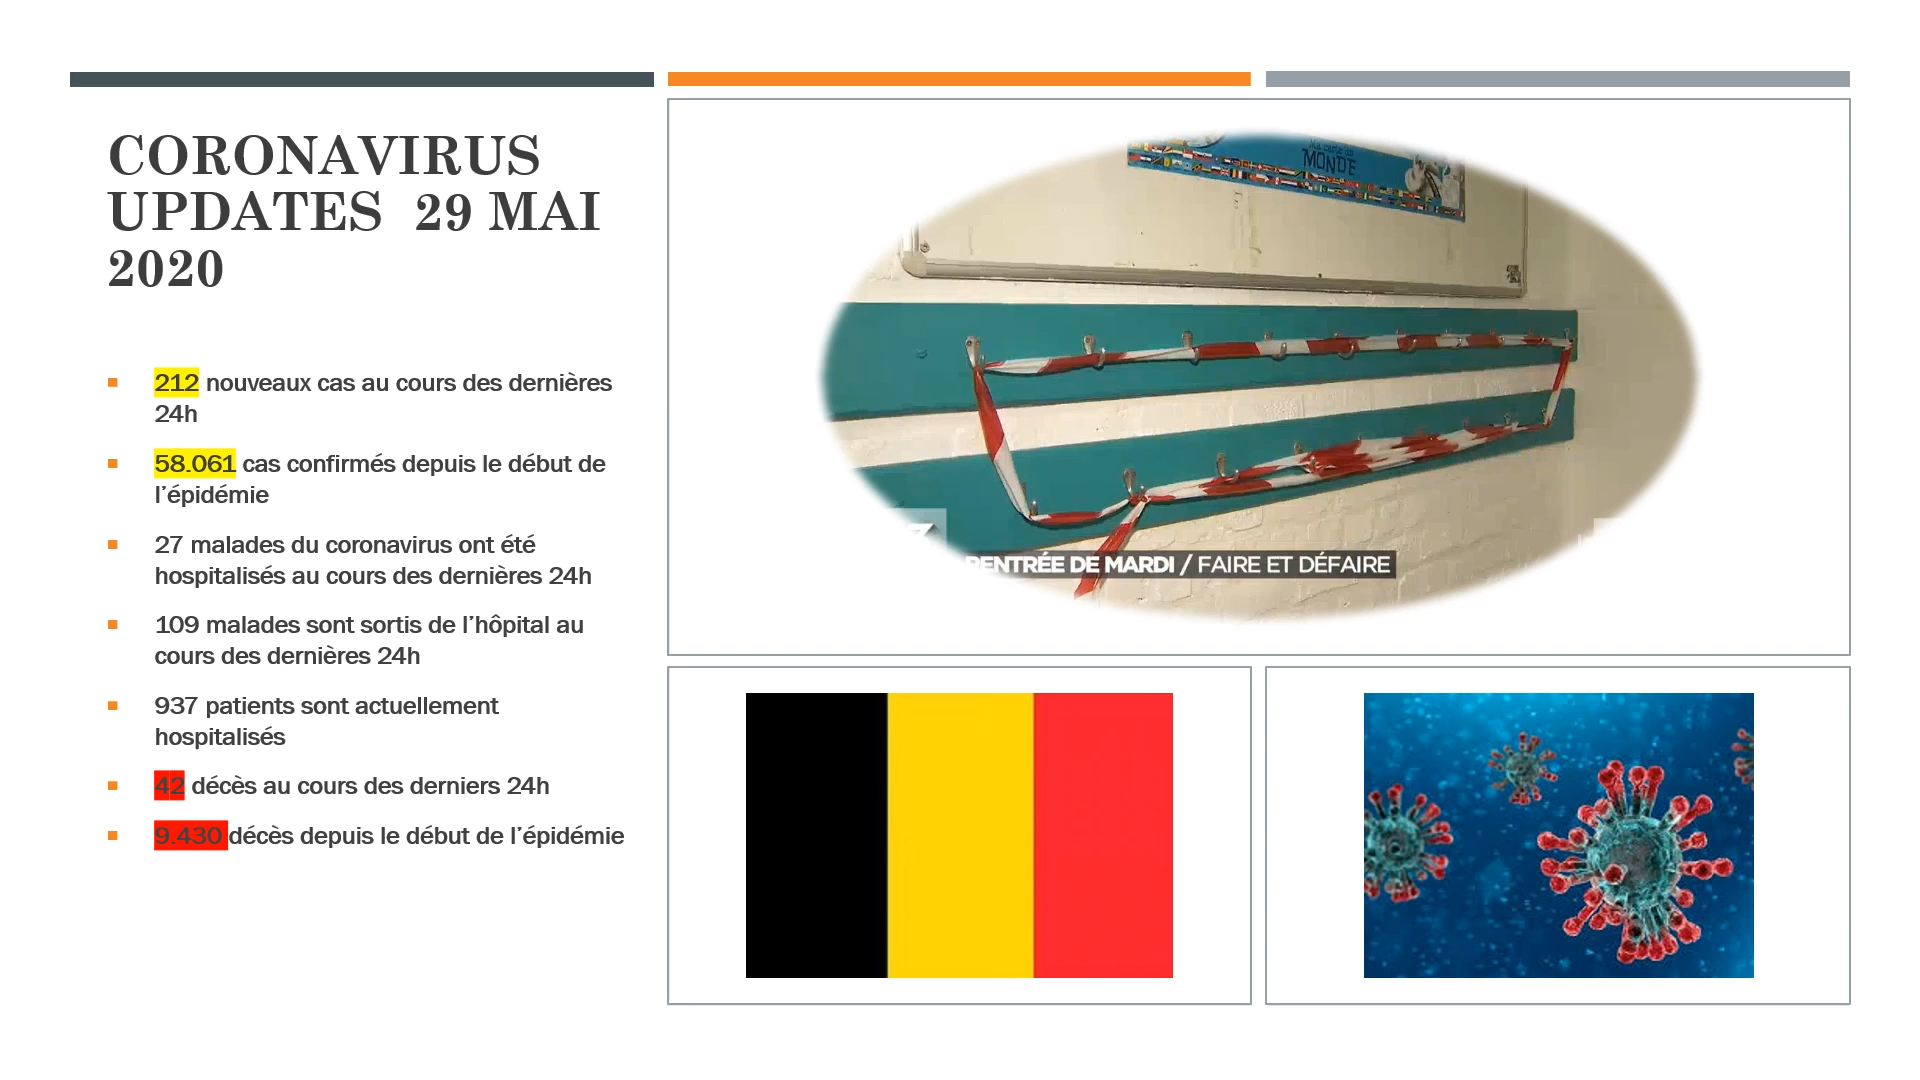 CORONAVIRUS
UPDATES 29 MAI
2020
212 nouveaux cas au cours des dernières
24h
58.061 cas confirmés depuis le début de
l'épidémie
27 malades du coronavirus ont été
hospitalisés au cours des dernières 24h
109 malades sont sortis de l'hôpital au
cours des dernières 24h
937 patients sont actuellement
hospitalisés
42 décès au cours des derniers 24h
9.430 décès depuis le début de l'épidémie
MONDE
RENTRÉE DE MARDI / FAIRE ET DÉFAIRE